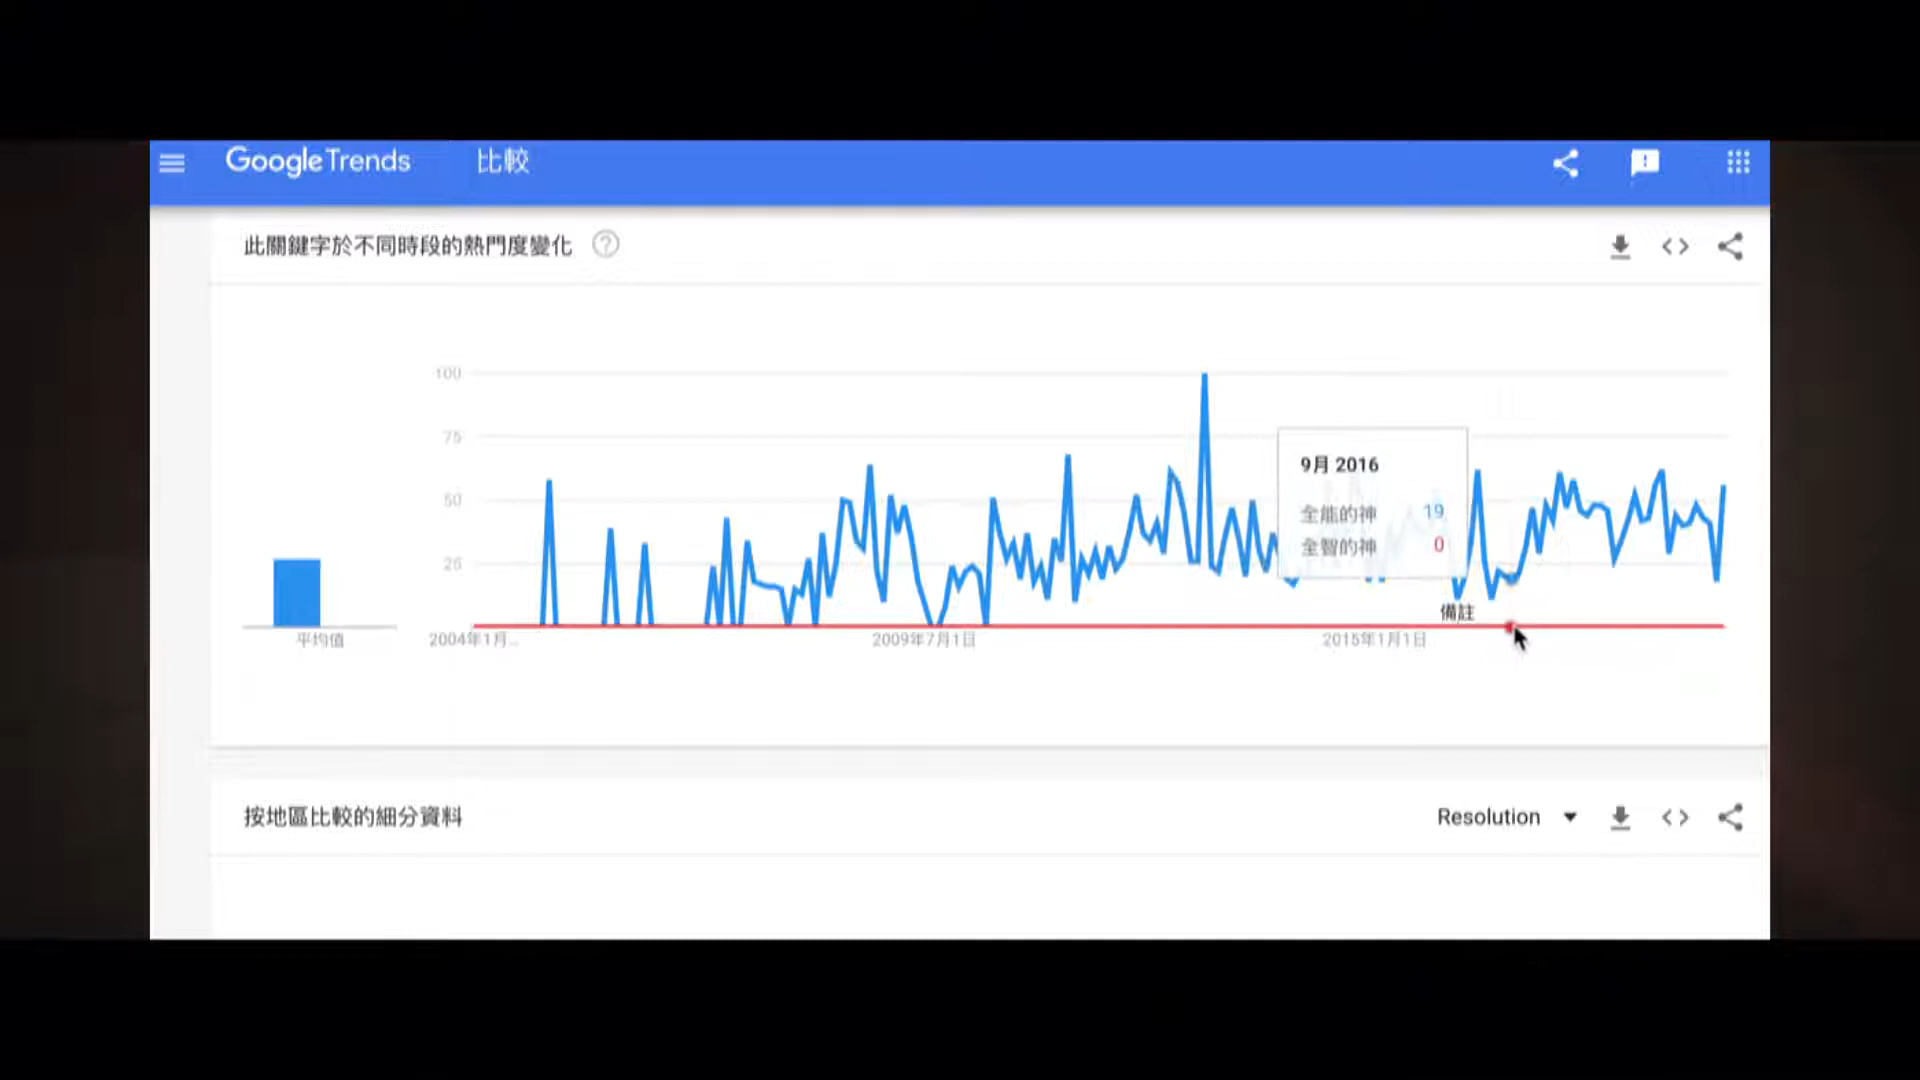 Google Trends 比較
此關鍵字於不同時段的熱門度變化
100
75
50
25
9月 2016
全能的神 19
全智的神 0
備註
平均值
2004年1月...
2009年7月1日
2015年1月1日
按地區比較的細分資料
Resolution